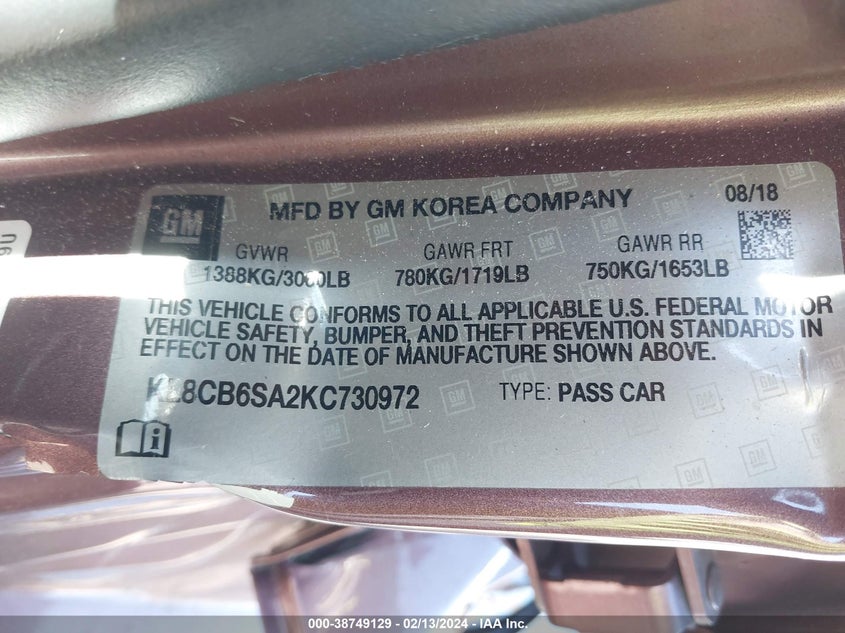 GM
MFD BY GM KOREA COMPANY
08/18
GVWR GAWR FRT GAWR RR
1388KG/3060LB 780KG/1719LB 750KG/1653LB
THIS VEHICLE CONFORMS TO ALL APPLICABLE U.S. FEDERAL MOTOR
VEHICLE SAFETY, BUMPER, AND THEFT PREVENTION STANDARDS IN
EFFECT ON THE DATE OF MANUFACTURE SHOWN ABOVE.
KL8CB6SA2KC730972 TYPE: PASS CAR
000-38749129 - 02/13/2024 - IAA Inc.